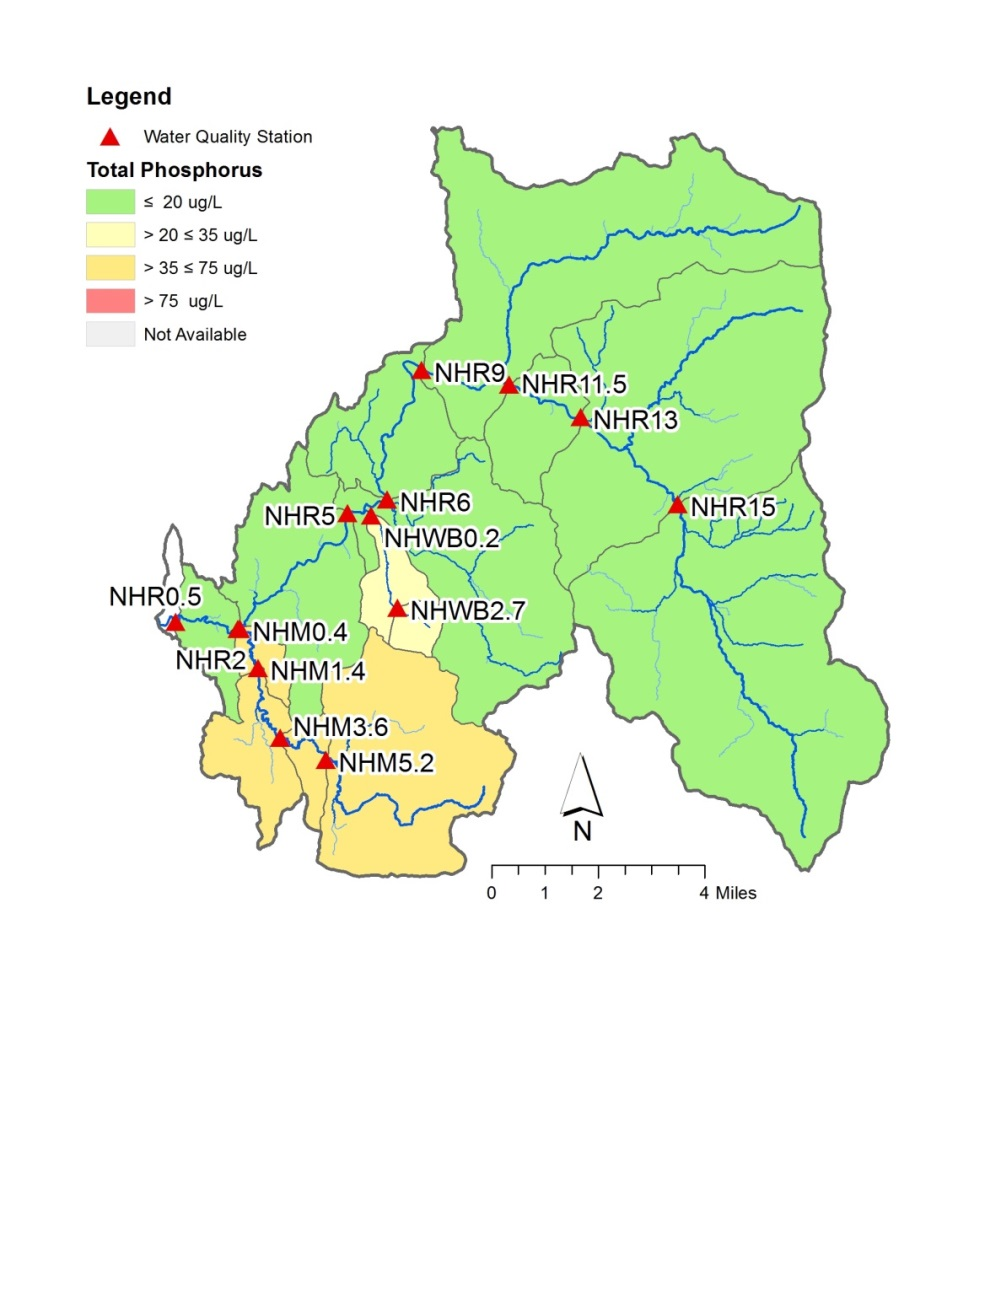 Legend
Water Quality Station
Total Phosphorus
≤  20 ug/L
> 20 ≤ 35 ug/L
> 35 ≤ 75 ug/L
> 75  ug/L
Not Available
NHR9
NHR11.5
NHR13
NHR6
NHR5
NHR15
NHWB0.2
NHR0.5
NHWB2.7
NHM0.4
NHR2
NHM1.4
NHM3.6
NHM5.2
N
0 1 2 4 Miles